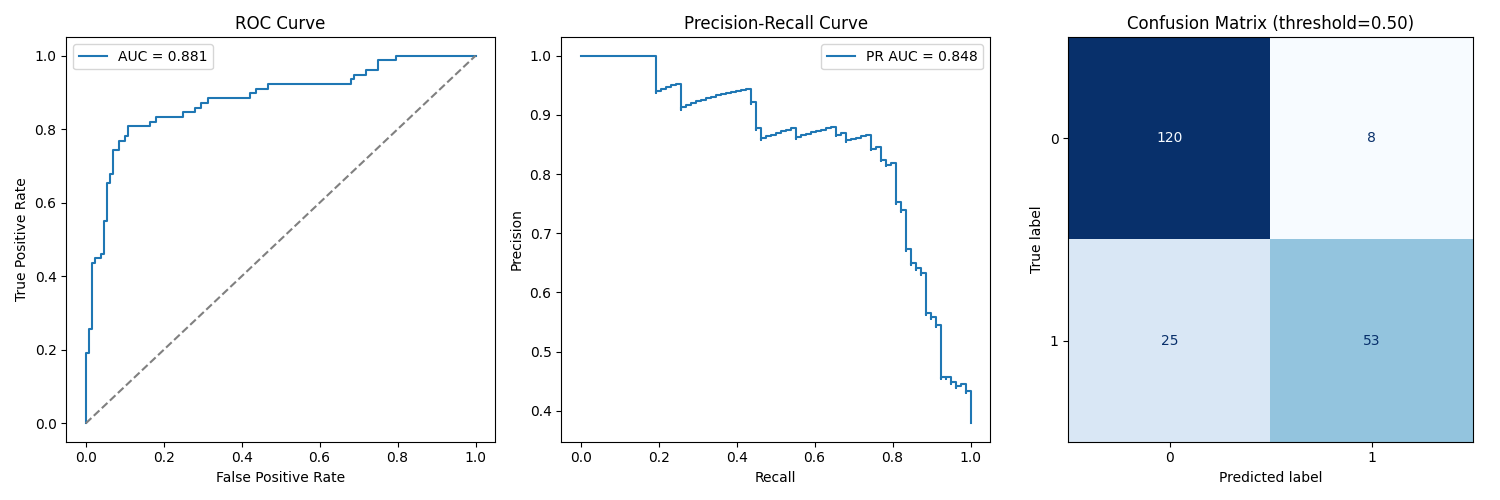 ROC Curve
AUC = 0.881
True Positive Rate
1.0
0.8
0.6
0.4
0.2
0.0
0.0 0.2 0.4 0.6 0.8 1.0
False Positive Rate
Precision-Recall Curve
PR AUC = 0.848
Precision
1.0
0.9
0.8
0.7
0.6
0.5
0.4
0.0 0.2 0.4 0.6 0.8 1.0
Recall
Confusion Matrix (threshold=0.50)
True label
0
120 8
1
25 53
0 1
Predicted label